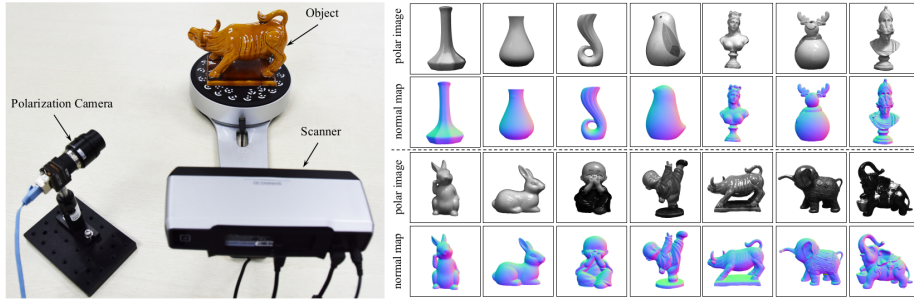 Object
Polarization Camera
Scanner
polar image
normal map
polar image
normal map